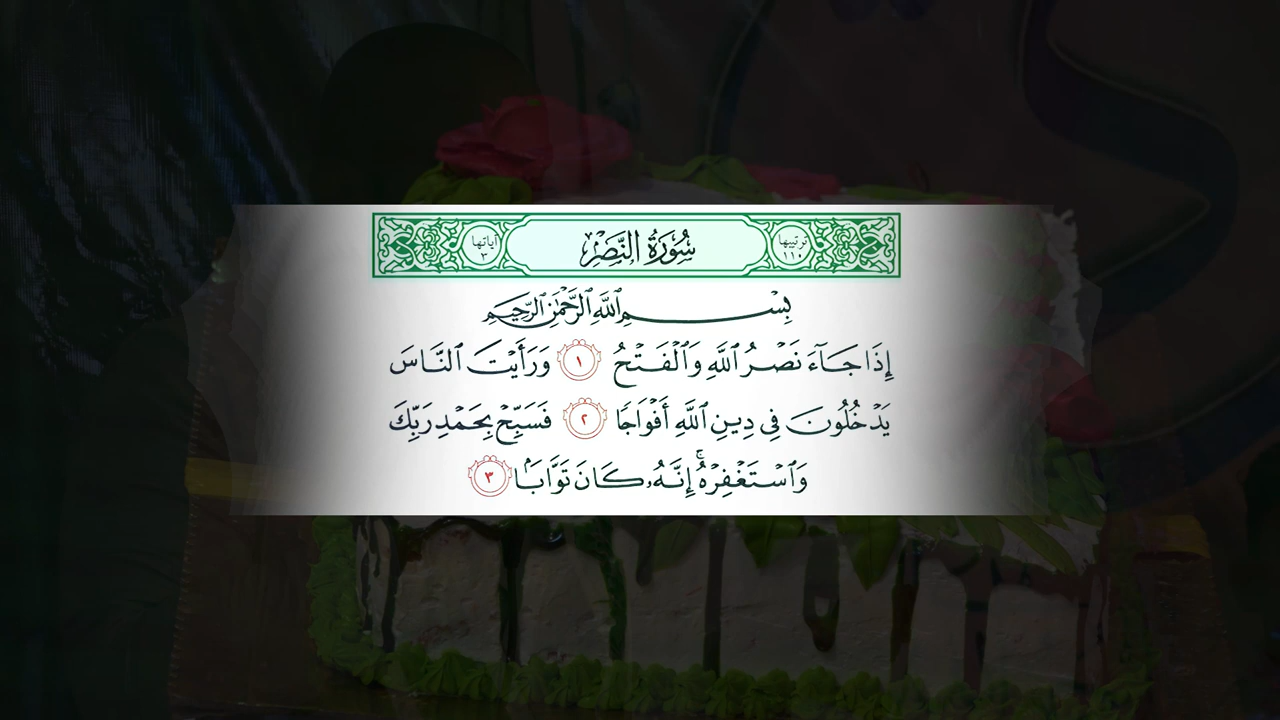 ترتيبها ١١٠ سُورَةُ النَّصْرِ آياتها ٣
بِسْمِ ٱللَّهِ ٱلرَّحْمَٰنِ ٱلرَّحِيمِ
إِذَا جَآءَ نَصْرُ ٱللَّهِ وَٱلْفَتْحُ ١ وَرَأَيْتَ ٱلنَّاسَ
يَدْخُلُونَ فِى دِينِ ٱللَّهِ أَفْوَاجًا ٢ فَسَبِّحْ بِحَمْدِ رَبِّكَ
وَٱسْتَغْفِرْهُ ۚ إِنَّهُۥ كَانَ تَوَّابًۢا ٣